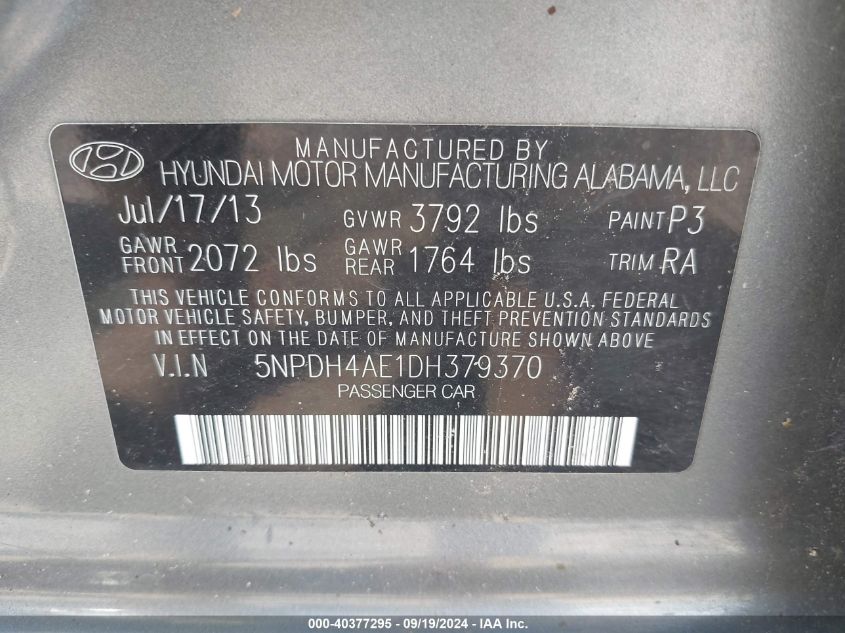 MANUFACTURED BY
HYUNDAI MOTOR MANUFACTURING ALABAMA, LLC
Jul/17/13 GVWR 3792 lbs PAINT P3
GAWR FRONT 2072 lbs GAWR REAR 1764 lbs TRIM RA
THIS VEHICLE CONFORMS TO ALL APPLICABLE U.S.A. FEDERAL
MOTOR VEHICLE SAFETY, BUMPER, AND THEFT PREVENTION STANDARDS
IN EFFECT ON THE DATE OF MANUFACTURE SHOWN ABOVE.
V.I.N 5NPDH4AE1DH379370
PASSENGER CAR
000-40377295 - 09/19/2024 - IAA Inc.